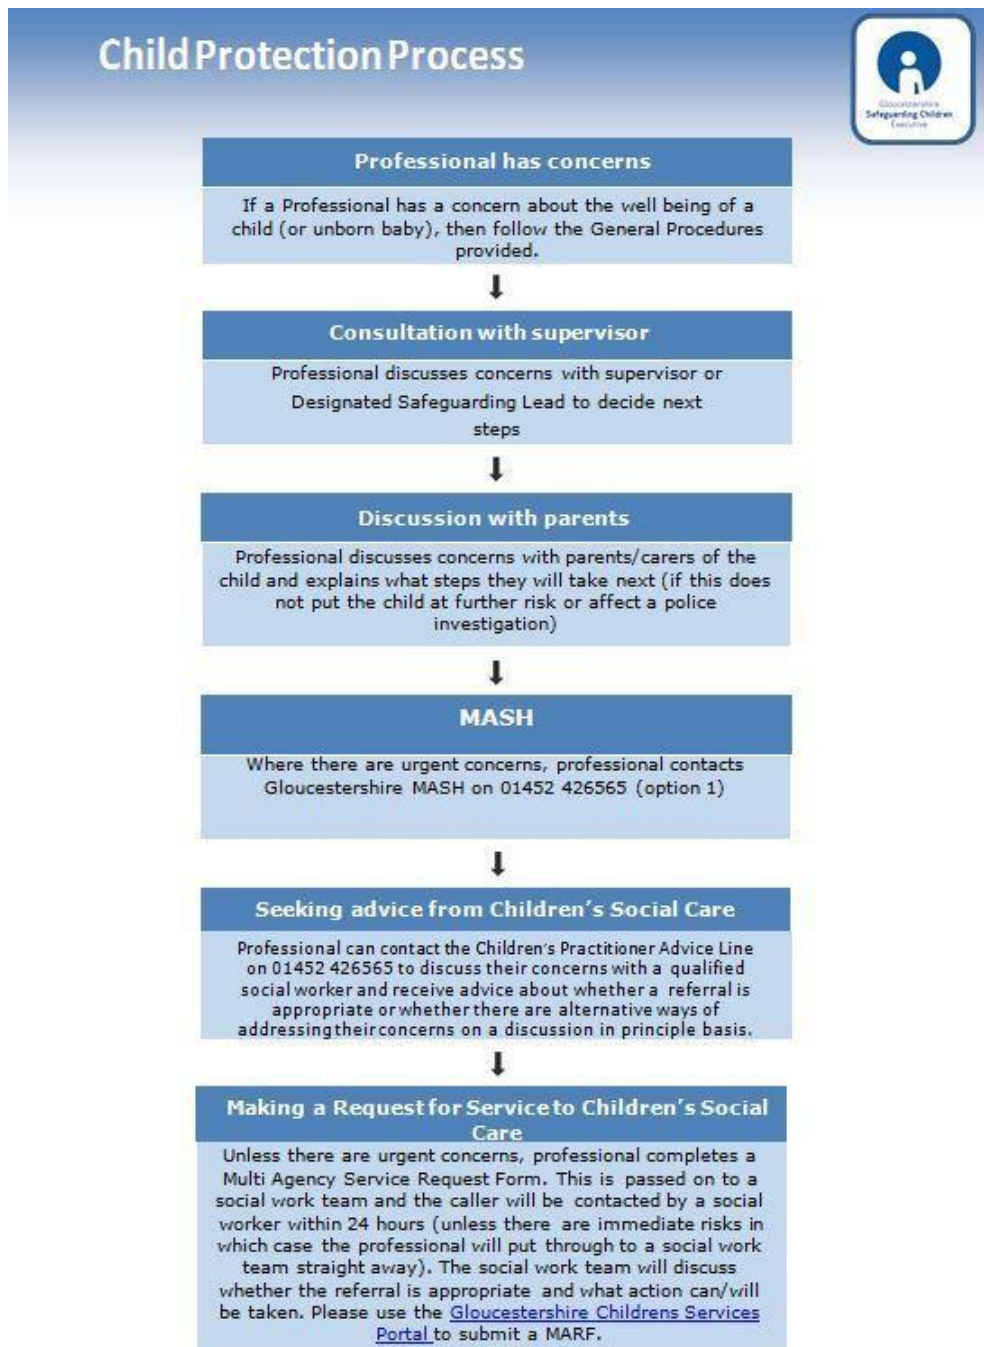 Child Protection Process
Gloucestershire
Safeguarding Children
Executive
Professional has concerns
If a Professional has a concern about the well being of a
child (or unborn baby), then follow the General Procedures
provided.
Consultation with supervisor
Professional discusses concerns with supervisor or
Designated Safeguarding Lead to decide next
steps
Discussion with parents
Professional discusses concerns with parents/carers of the
child and explains what steps they will take next (if this does
not put the child at further risk or affect a police
investigation)
MASH
Where there are urgent concerns, professional contacts
Gloucestershire MASH on 01452 426565 (option 1)
Seeking advice from Children's Social Care
Professional can contact the Children's Practitioner Advice Line
on 01452 426565 to discuss their concerns with a qualified
social worker and receive advice about whether a referral is
appropriate or whether there are alternative ways of
addressing their concerns on a discussion in principle basis.
Making a Request for Service to Children's Social
Care
Unless there are urgent concerns, professional completes a
Multi Agency Service Request Form. This is passed on to a
social work team and the caller will be contacted by a social
worker within 24 hours (unless there are immediate risks in
which case the professional will put through to a social work
team straight away). The social work team will discuss
whether the referral is appropriate and what action can/will
be taken. Please use the Gloucestershire Childrens Services
Portal to submit a MARF.